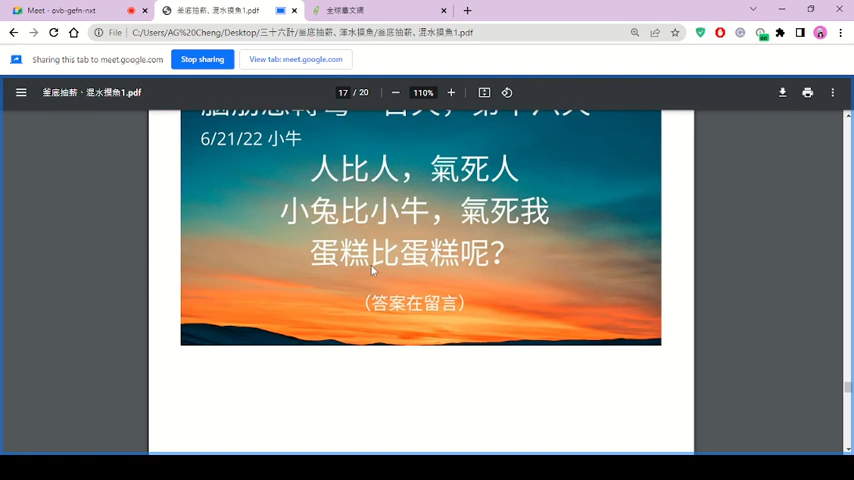 Meet - ovb-gefn-nxt
釜底抽薪、混水摸魚1.pdf
全球華文網
File
C:/Users/AG%20Cheng/Desktop/三十六計/釜底抽薪、渾水摸魚/釜底抽薪、混水摸魚1.pdf
Sharing this tab to meet.google.com
Stop sharing
View tab: meet.google.com
釜底抽薪、混水摸魚1.pdf
17 / 20
110%
6/21/22 小牛
人比人，氣死人
小兔比小牛，氣死我
蛋糕比蛋糕呢？
（答案在留言）